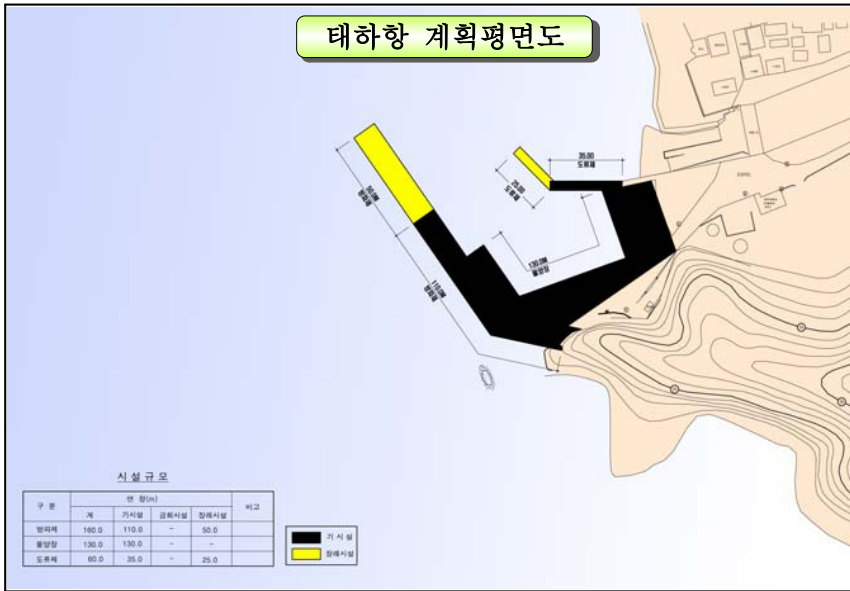 태하항 계획평면도
35.00
도류제
25.00
도류제
50.00
방파제
130.00
물양장
110.00
방파제
시설규모
구 분 연 장(m) 비고
계 기시설 금회시설 장래시설
방파제 160.0 110.0 - 50.0
물양장 130.0 130.0 - -
도류제 60.0 35.0 - 25.0
기 시 설
장래시설